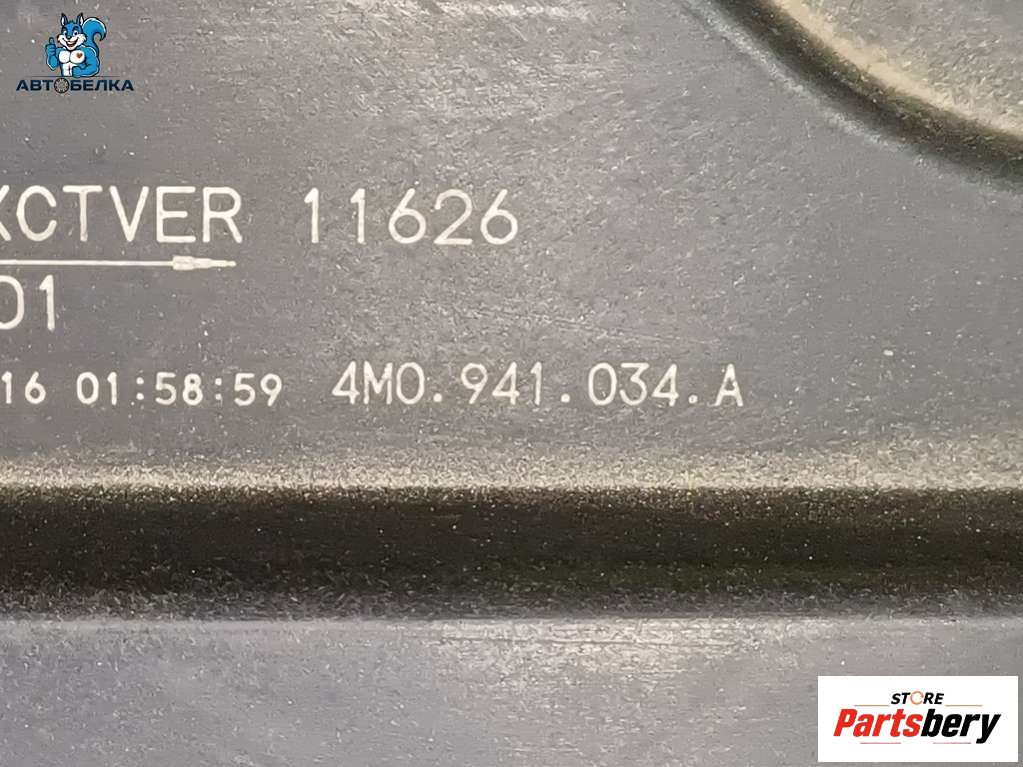 АВТОБЕЛКА
XCTVER 11626
01
16 01:58:59 4M0.941.034.A
STORE
Partsbery